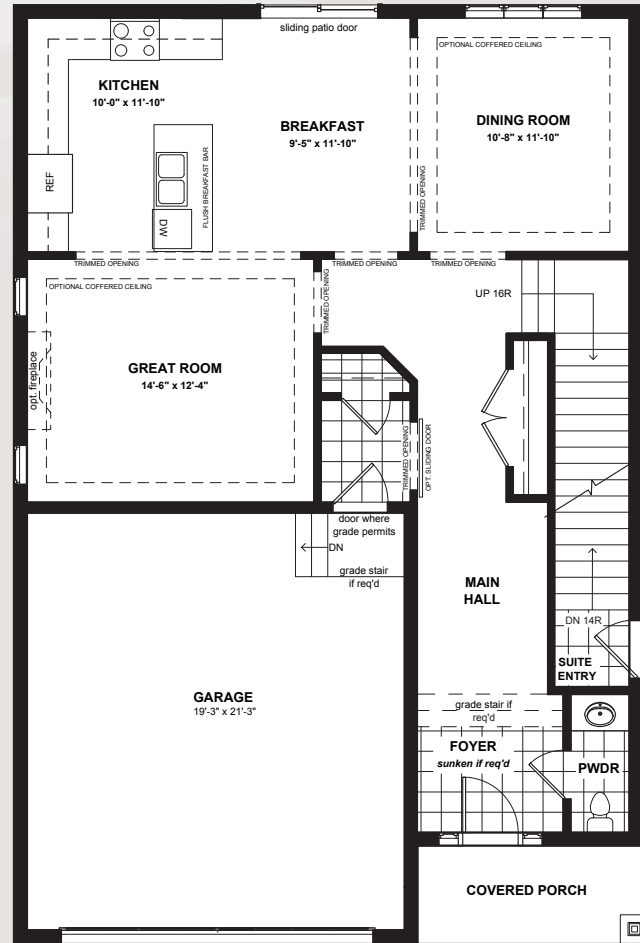 sliding patio door
OPTIONAL COFFERED CEILING
KITCHEN
10'-0" x 11'-10"
BREAKFAST
9'-5" x 11'-10"
DINING ROOM
10'-8" x 11'-10"
REF
FLUSH BREAKFAST BAR
DW
TRIMMED OPENING
TRIMMED OPENING
TRIMMED OPENING
TRIMMED OPENING
OPTIONAL COFFERED CEILING
TRIMMED OPENING
UP 16R
opt. fireplace
GREAT ROOM
14'-6" x 12'-4"
TRIMMED OPENING
OPT. SLIDING DOOR
door where
grade permits
DN
grade stair
if req'd
MAIN
HALL
DN 14R
SUITE
ENTRY
GARAGE
19'-3" x 21'-3"
grade stair if
req'd
FOYER
sunken if req'd
PWDR
COVERED PORCH